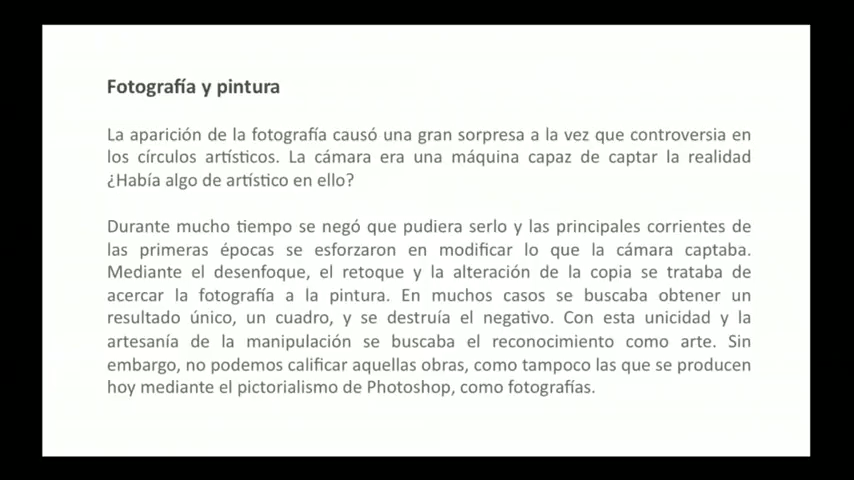 Fotografía y pintura
La aparición de la fotografía causó una gran sorpresa a la vez que controversia en
los círculos artísticos. La cámara era una máquina capaz de captar la realidad
¿Había algo de artístico en ello?
Durante mucho tiempo se negó que pudiera serlo y las principales corrientes de
las primeras épocas se esforzaron en modificar lo que la cámara captaba.
Mediante el desenfoque, el retoque y la alteración de la copia se trataba de
acercar la fotografía a la pintura. En muchos casos se buscaba obtener un
resultado único, un cuadro, y se destruía el negativo. Con esta unicidad y la
artesanía de la manipulación se buscaba el reconocimiento como arte. Sin
embargo, no podemos calificar aquellas obras, como tampoco las que se producen
hoy mediante el pictorialismo de Photoshop, como fotografías.